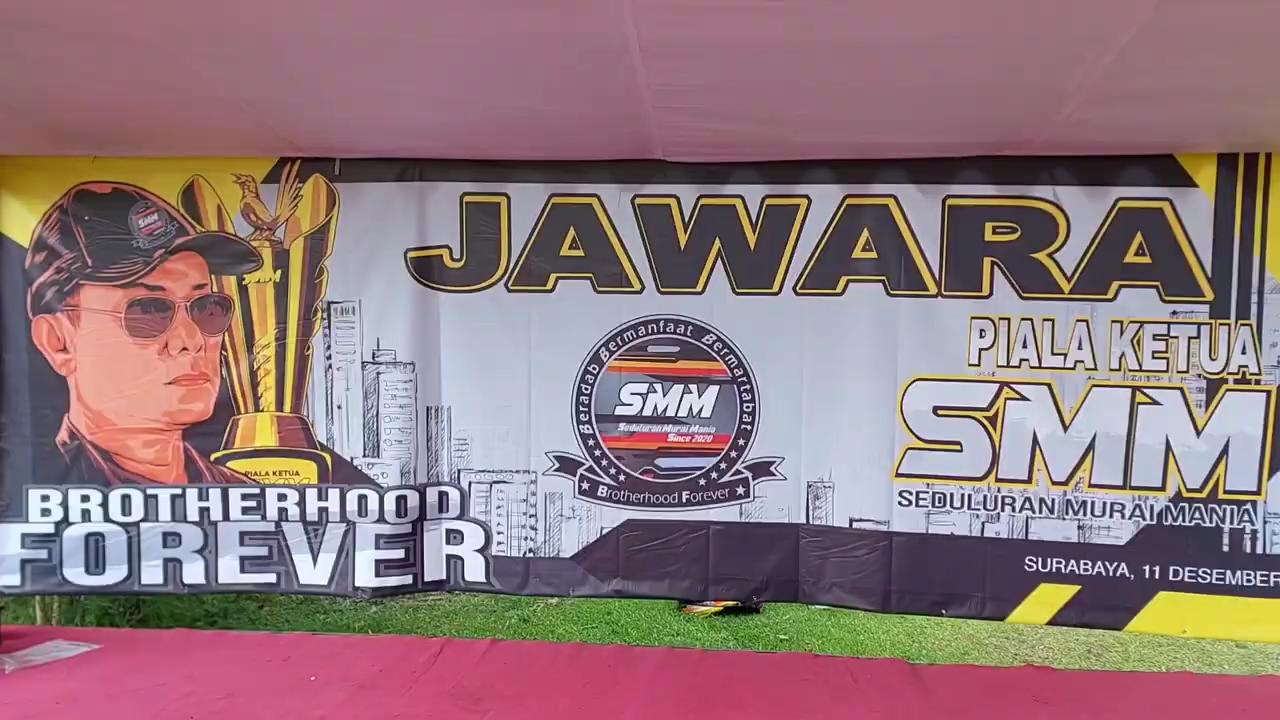 JAWARA
PIALA KETUA
SMM
SEDULURAN MURAI MANIA
SURABAYA, 11 DESEMBER
Beradab Bermanfaat Bermartabat
SMM
Seduluran Murai Mania
Since 2020
Brotherhood Forever
SMM
SMM
PIALA KETUA
BROTHERHOOD
FOREVER